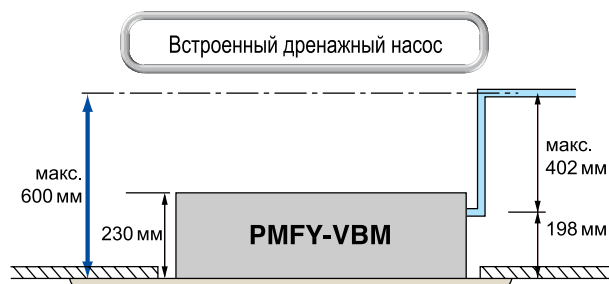 Встроенный дренажный насос
макс.
600 мм
230 мм
PMFY-VBM
макс.
402 мм
198 мм